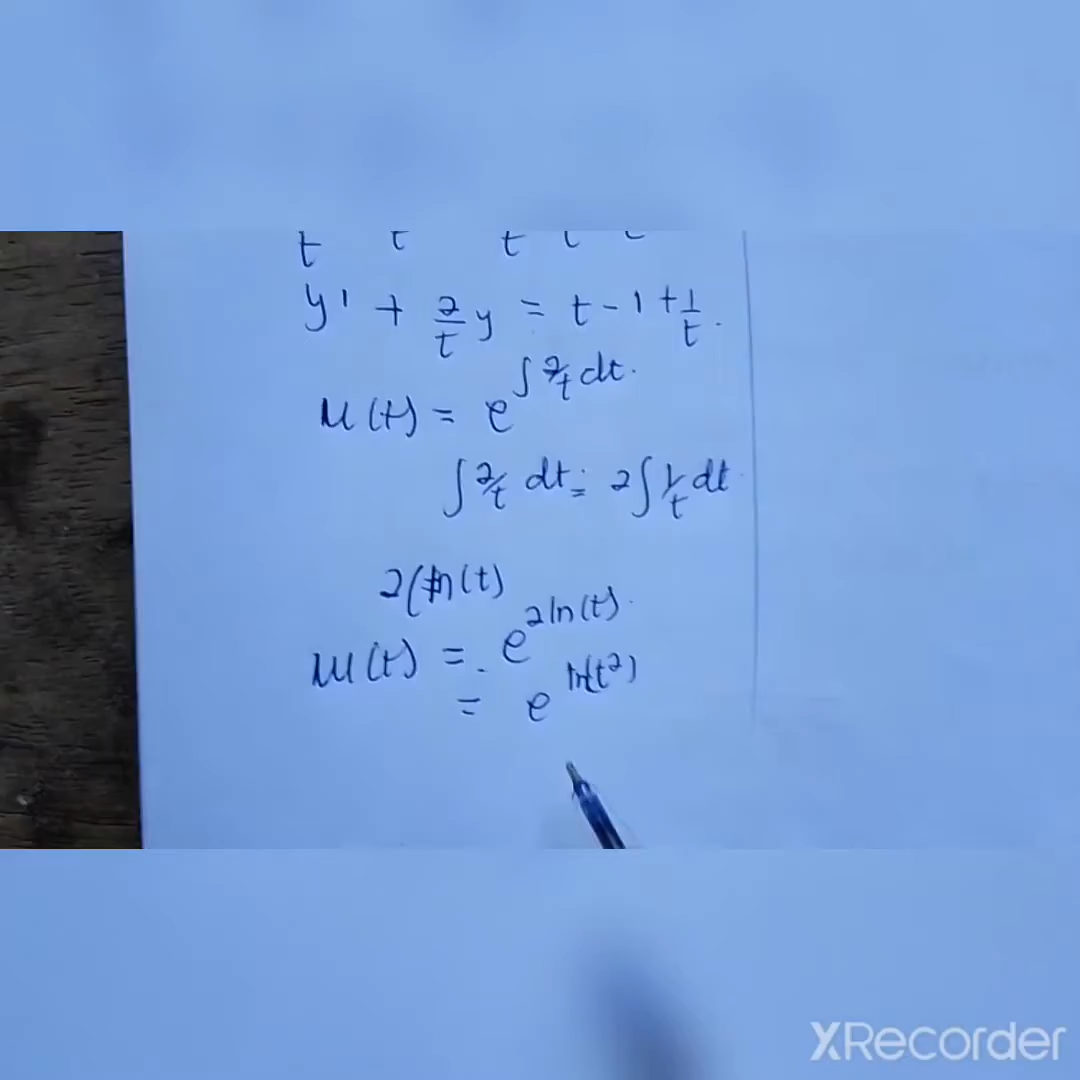 t t t t t
y' + 2/t y = t - 1 + 1/t.
μ(t) = e^∫2/t dt.
∫2/t dt = 2∫1/t dt
2(ln(t)
μ(t) = e^2ln(t).
= e^ln(t²)
XRecorder